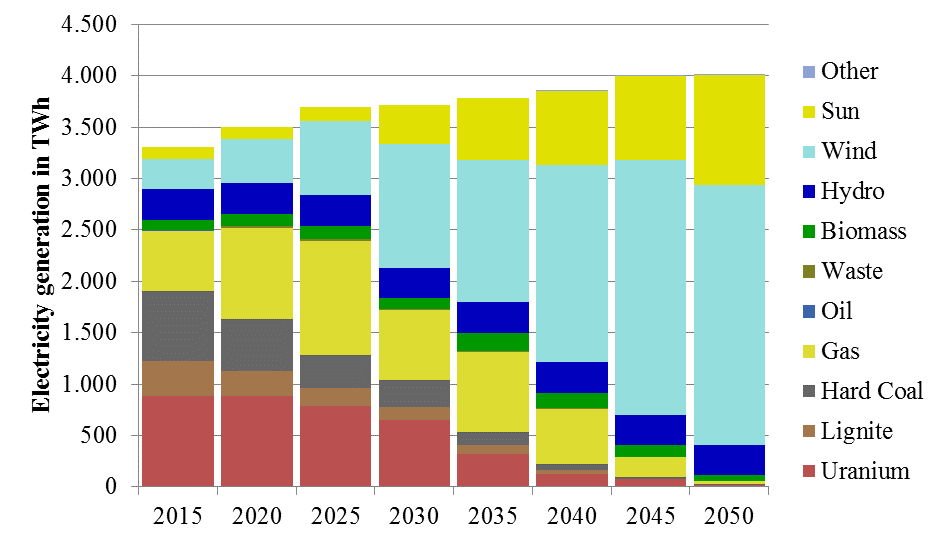 Electricity generation in TWh
4.500
4.000
3.500
3.000
2.500
2.000
1.500
1.000
500
0
2015 2020 2025 2030 2035 2040 2045 2050
Other
Sun
Wind
Hydro
Biomass
Waste
Oil
Gas
Hard Coal
Lignite
Uranium